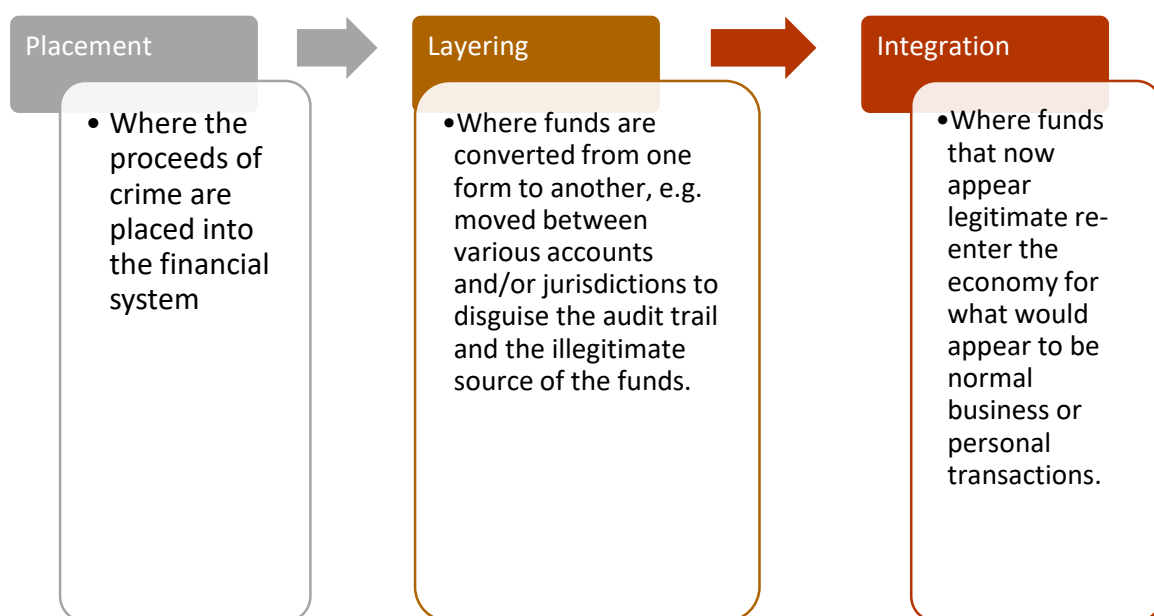 Placement
• Where the
proceeds of
crime are
placed into
the financial
system
Layering
•Where funds are
converted from one
form to another, e.g.
moved between
various accounts
and/or jurisdictions to
disguise the audit trail
and the illegitimate
source of the funds.
Integration
•Where funds
that now
appear
legitimate re-
enter the
economy for
what would
appear to be
normal
business or
personal
transactions.